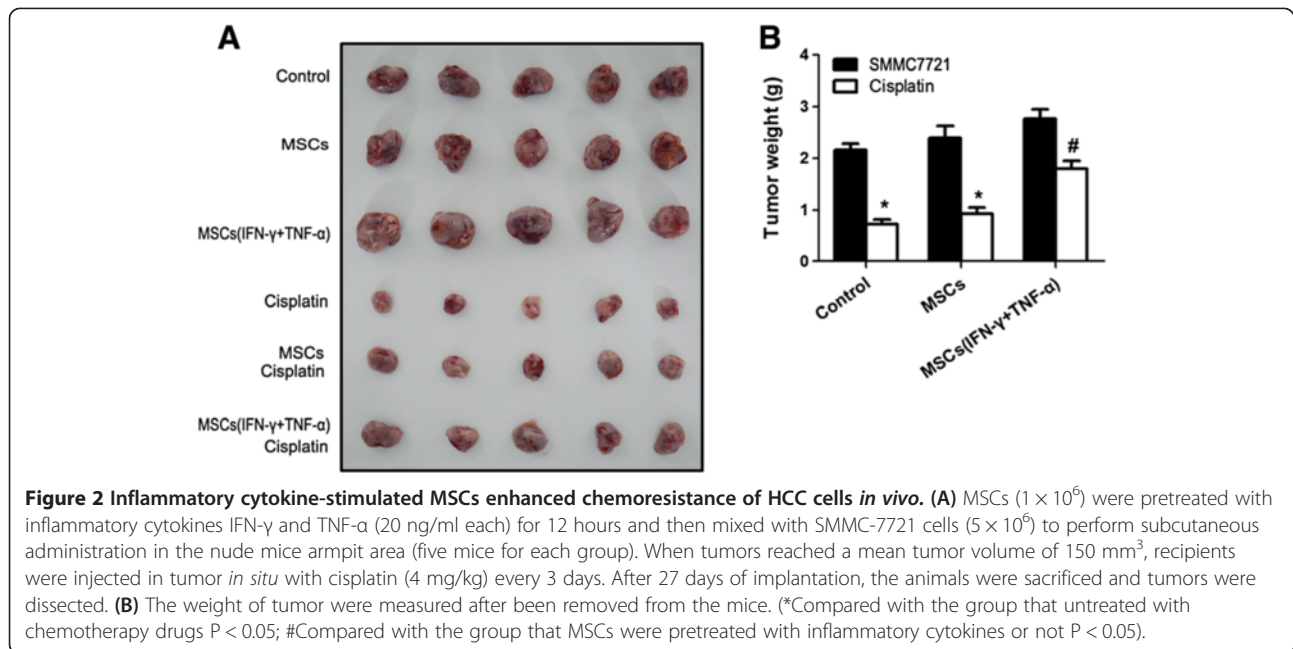 A
Control
MSCs
MSCs(IFN-γ+TNF-α)
Cisplatin
MSCs
Cisplatin
MSCs(IFN-γ+TNF-α)
Cisplatin
B
SMMC7721
Cisplatin
Tumor weight (g)
4
3
2
1
0
*
*
#
Control
MSCs
MSCs(IFN-γ+TNF-α)
Figure 2 Inflammatory cytokine-stimulated MSCs enhanced chemoresistance of HCC cells in vivo. (A) MSCs (1 × 10⁶) were pretreated with
inflammatory cytokines IFN-γ and TNF-α (20 ng/ml each) for 12 hours and then mixed with SMMC-7721 cells (5 × 10⁶) to perform subcutaneous
administration in the nude mice armpit area (five mice for each group). When tumors reached a mean tumor volume of 150 mm³, recipients
were injected in tumor in situ with cisplatin (4 mg/kg) every 3 days. After 27 days of implantation, the animals were sacrificed and tumors were
dissected. (B) The weight of tumor were measured after been removed from the mice. (*Compared with the group that untreated with
chemotherapy drugs P < 0.05; #Compared with the group that MSCs were pretreated with inflammatory cytokines or not P < 0.05).